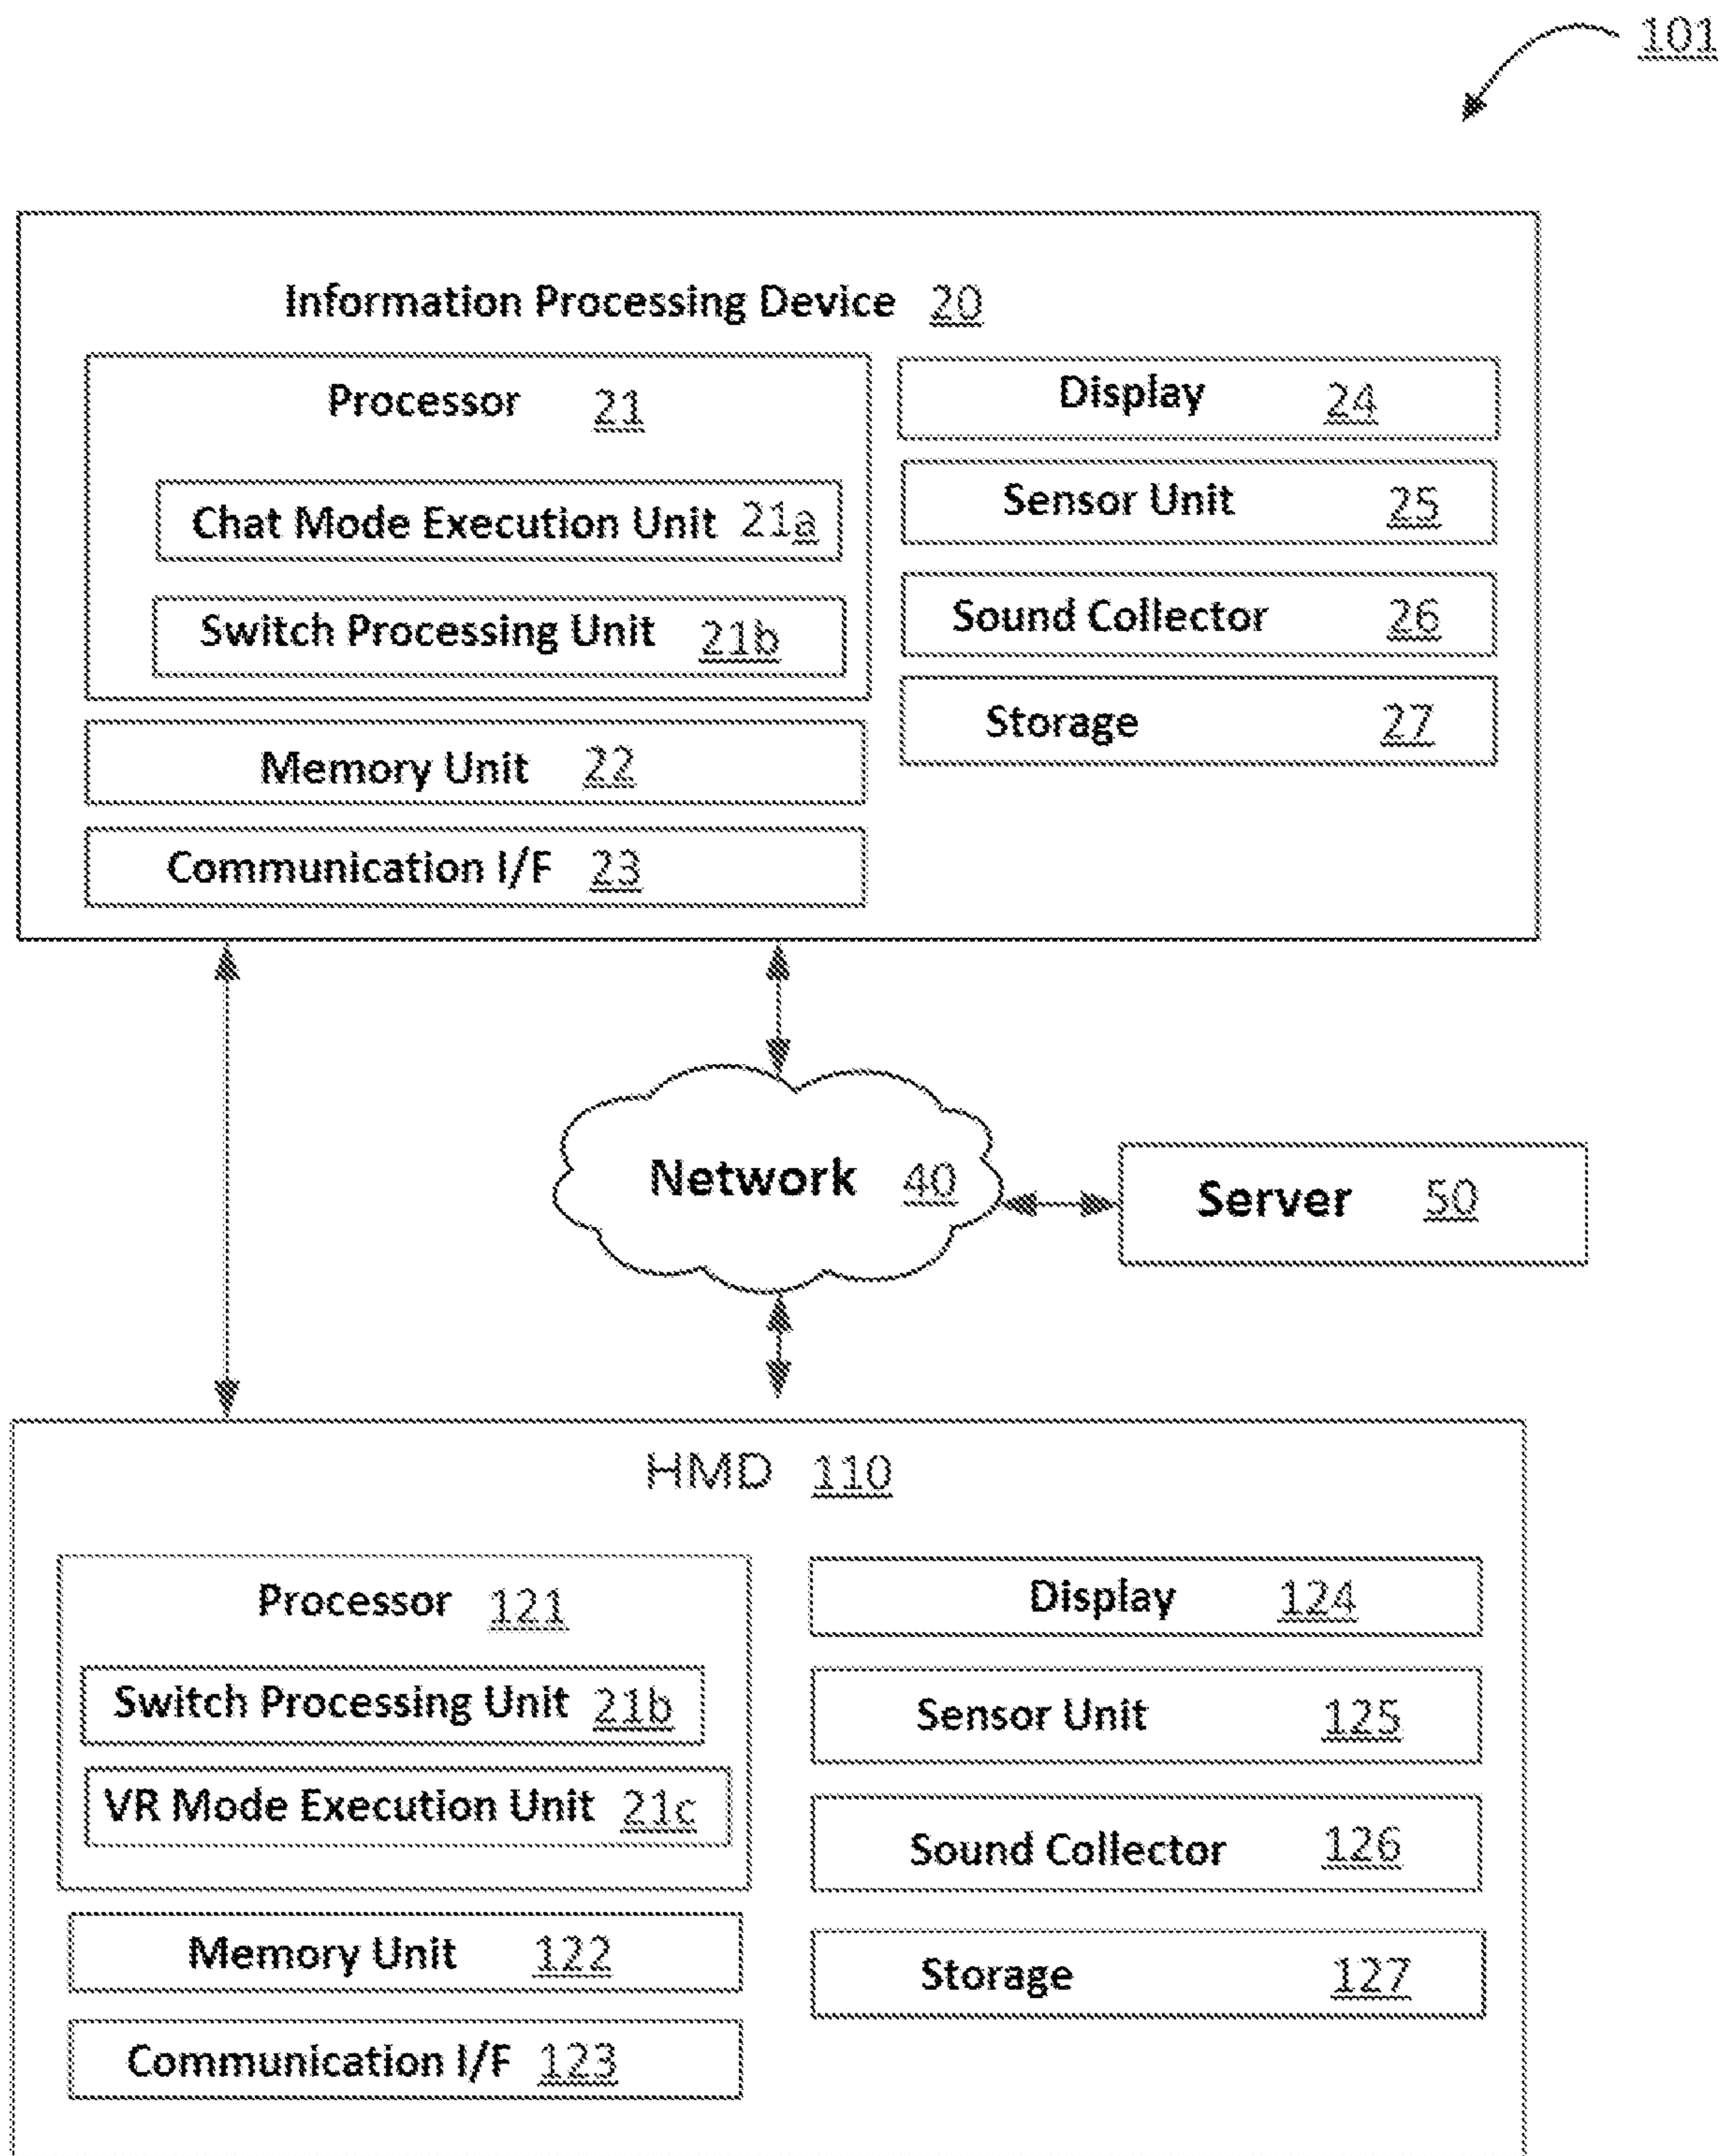 101
Information Processing Device 20
Processor 21
Chat Mode Execution Unit 21a
Switch Processing Unit 21b
Memory Unit 22
Communication I/F 23
Display 24
Sensor Unit 25
Sound Collector 26
Storage 27
Network 40
Server 50
HMD 110
Processor 121
Switch Processing Unit 21b
VR Mode Execution Unit 21c
Memory Unit 122
Communication I/F 123
Display 124
Sensor Unit 125
Sound Collector 126
Storage 127